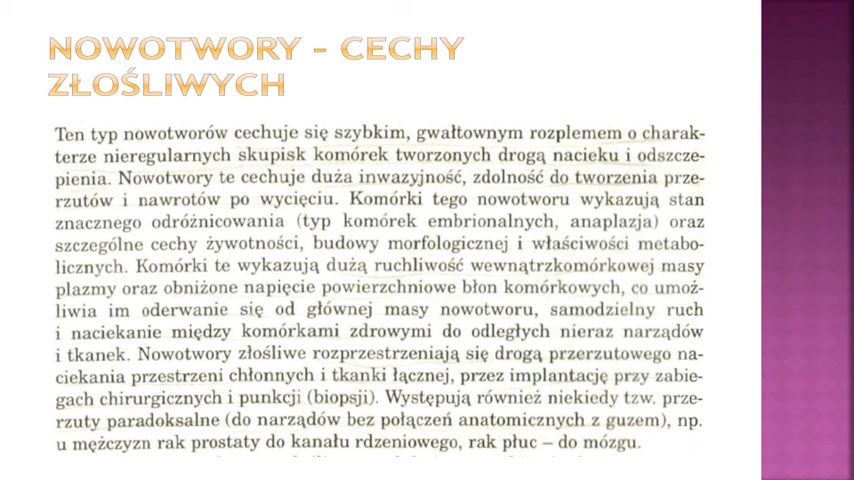 NOWOTWORY – CECHY
ZŁOŚLIWYCH
Ten typ nowotworów cechuje się szybkim, gwałtownym rozplemem o charak-
terze nieregularnych skupisk komórek tworzonych drogą nacieku i odszcze-
pienia. Nowotwory te cechuje duża inwazyjność, zdolność do tworzenia prze-
rzutów i nawrotów po wycięciu. Komórki tego nowotworu wykazują stan
znacznego odróżnicowania (typ komórek embrionalnych, anaplazja) oraz
szczególne cechy żywotności, budowy morfologicznej i właściwości metabo-
licznych. Komórki te wykazują dużą ruchliwość wewnątrzkomórkowej masy
plazmy oraz obniżone napięcie powierzchniowe błon komórkowych, co umoż-
liwia im oderwanie się od głównej masy nowotworu, samodzielny ruch
i naciekanie między komórkami zdrowymi do odległych nieraz narządów
i tkanek. Nowotwory złośliwe rozprzestrzeniają się drogą przerzutowego na-
ciekania przestrzeni chłonnych i tkanki łącznej, przez implantację przy zabie-
gach chirurgicznych i punkcji (biopsji). Występują również niekiedy tzw. prze-
rzuty paradoksalne (do narządów bez połączeń anatomicznych z guzem), np.
u mężczyzn rak prostaty do kanału rdzeniowego, rak płuc – do mózgu.